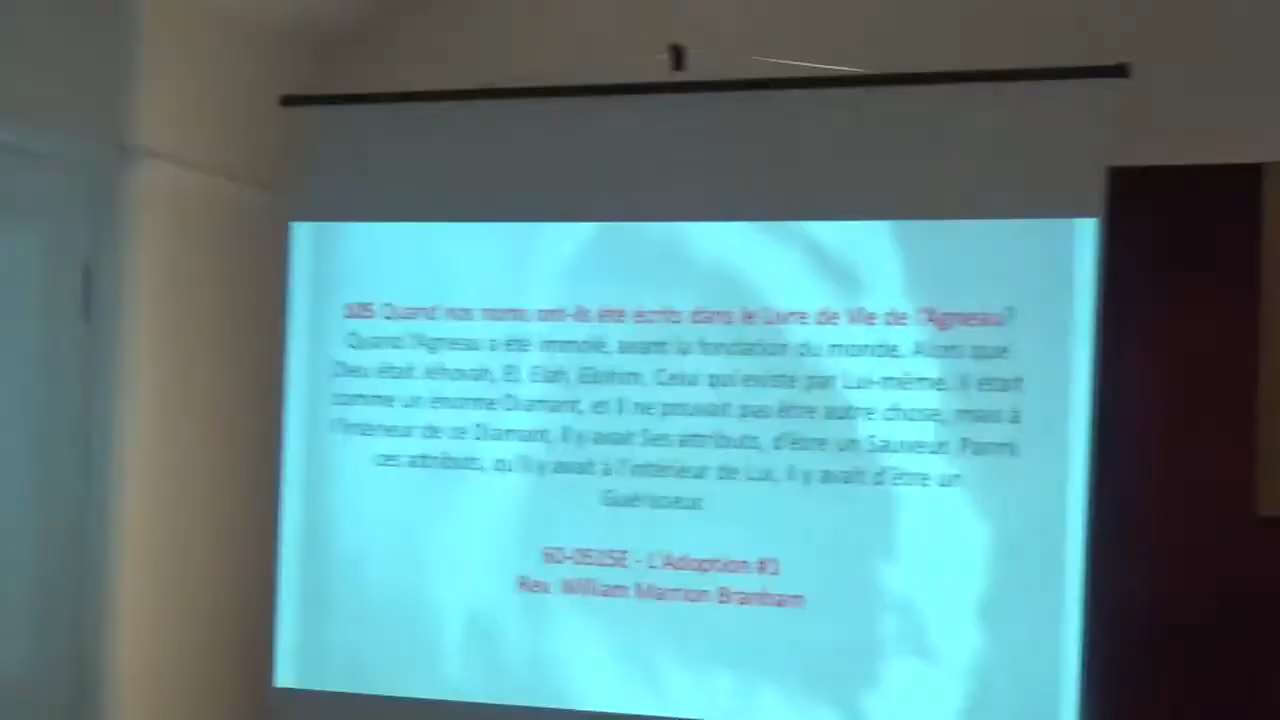 105 Quand nos noms ont-ils été écrits dans le Livre de Vie de l'Agneau?
Quand l'Agneau a été immolé, avant la fondation du monde. Alors que
Dieu était Jéhovah, El, Elah, Elohim. Celui qui existe par Lui-même. Il était
comme un énorme Diamant, et Il ne pouvait pas être autre chose, mais à
l'intérieur de ce Diamant, Il y avait Ses attributs, d'être un Sauveur. Parmi
ces attributs, qu'Il y avait à l'intérieur de Lui, Il y avait d'être un
Guérisseur.
60-0515E - L'Adoption #1
Rev. William Marrion Branham